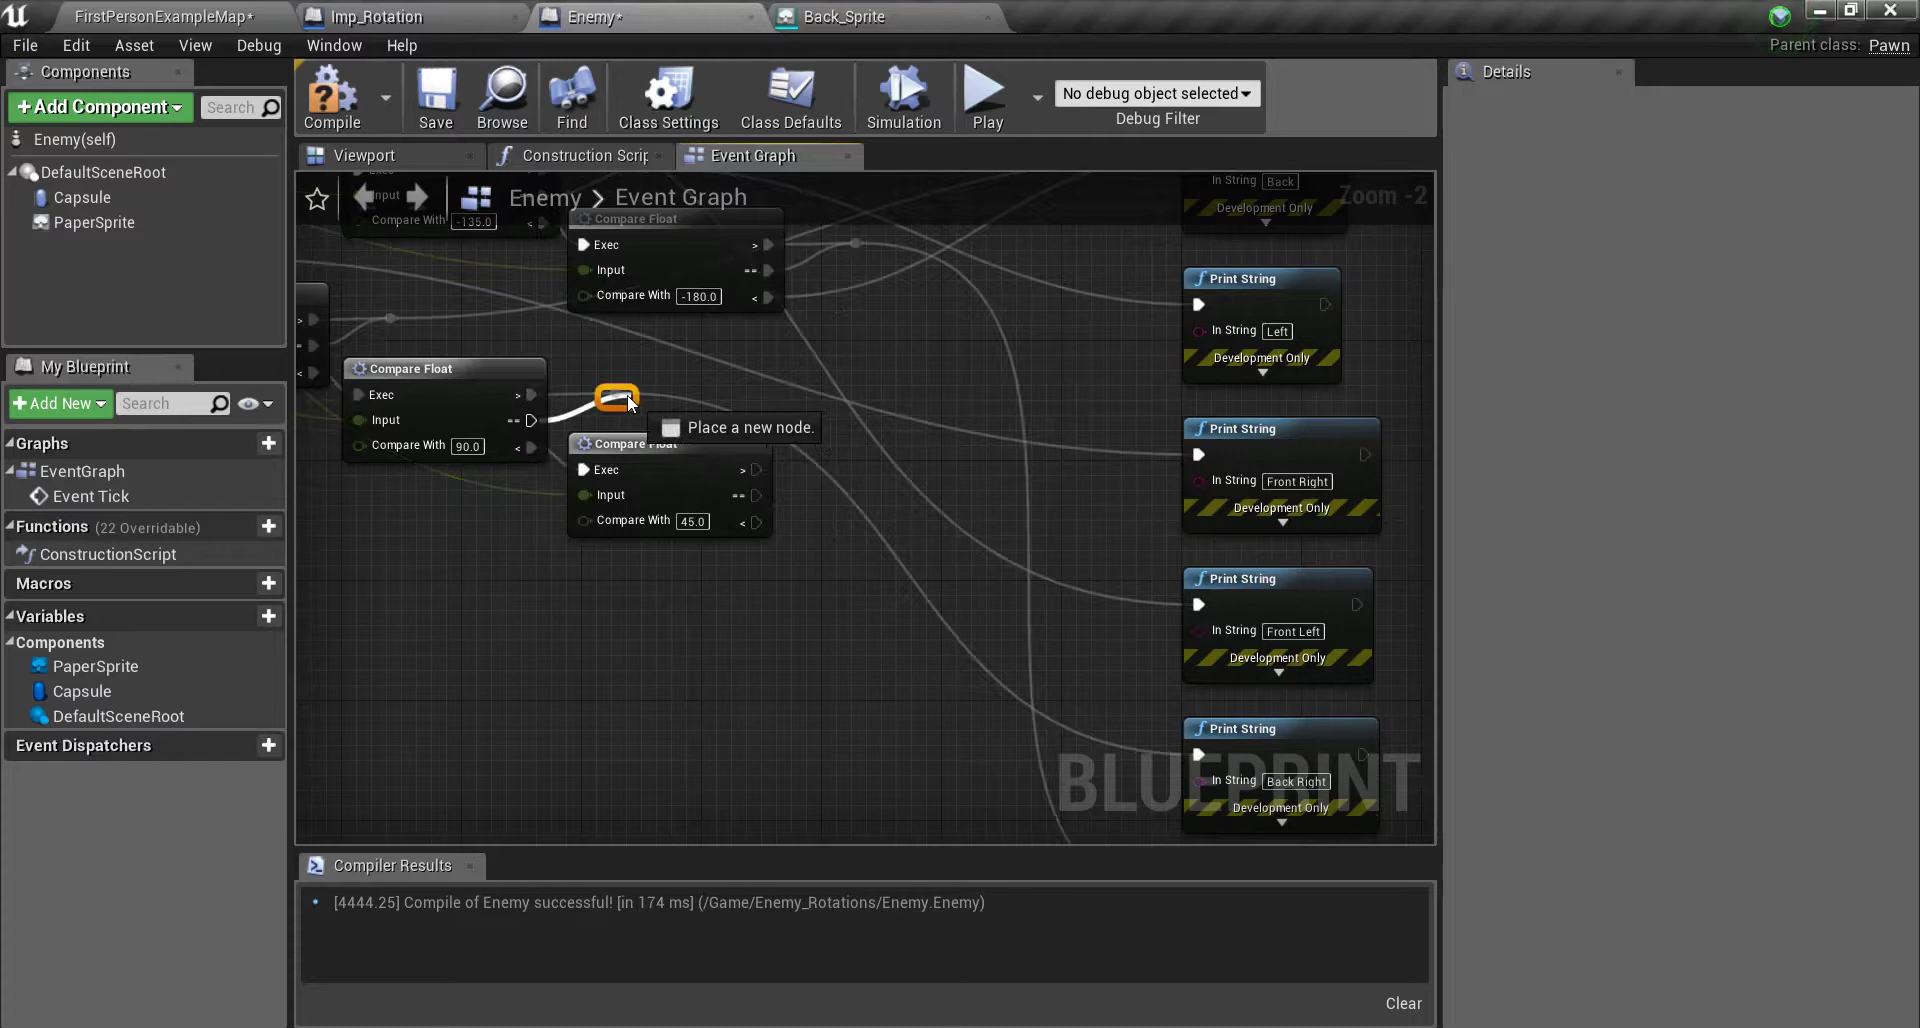 FirstPersonExampleMap*
Imp_Rotation
Enemy*
Back_Sprite
File Edit Asset View Debug Window Help
Parent class: Pawn
Components
+Add Component
Search
Enemy(self)
DefaultSceneRoot
Capsule
PaperSprite
Compile
Save
Browse
Find
Class Settings
Class Defaults
Simulation
Play
No debug object selected
Debug Filter
Details
Viewport
Construction Scrip
Event Graph
Enemy > Event Graph
Zoom -2
Input
Compare With -135.0 <
Compare Float
Exec >
Input ==
Compare With -180.0 <
Compare Float
Exec >
Input ==
Compare With 90.0 <
Place a new node.
Compare Float
Exec >
Input ==
Compare With 45.0 <
In String Back
Development Only
Print String
In String Left
Development Only
Print String
In String Front Right
Development Only
Print String
In String Front Left
Development Only
Print String
In String Back Right
Development Only
BLUEPRINT
My Blueprint
+Add New
Search
Graphs
EventGraph
Event Tick
Functions (22 Overridable)
ConstructionScript
Macros
Variables
Components
PaperSprite
Capsule
DefaultSceneRoot
Event Dispatchers
Compiler Results
[4444.25] Compile of Enemy successful! [in 174 ms] (/Game/Enemy_Rotations/Enemy.Enemy)
Clear